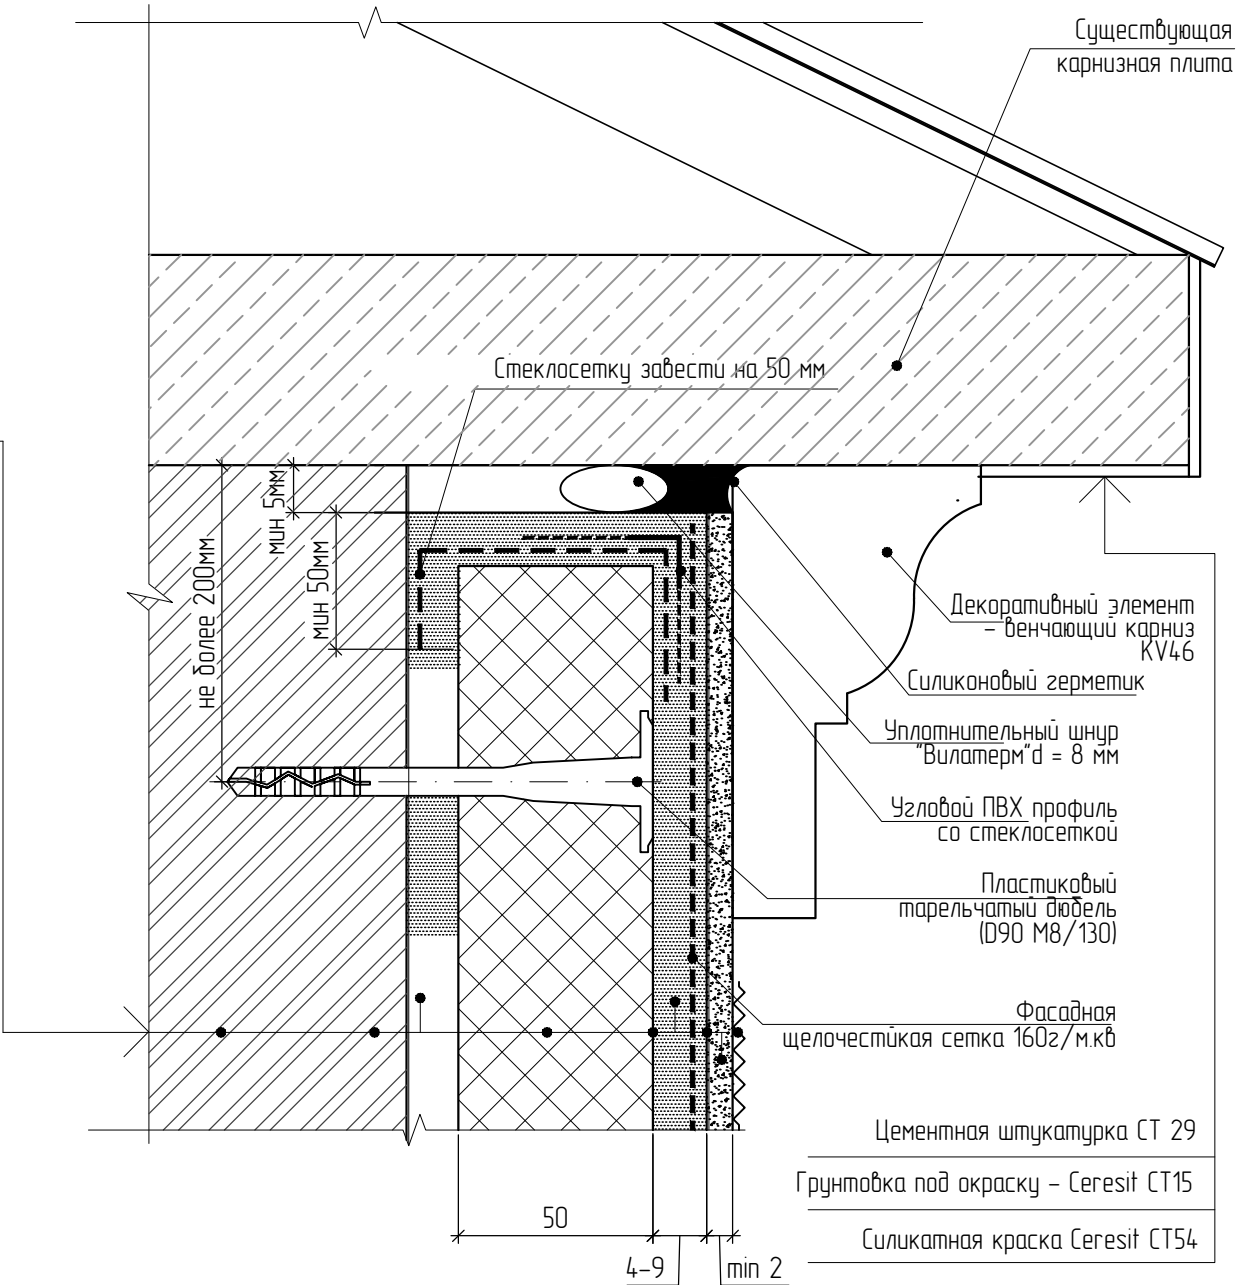 Существующая
карнизная плита
Стеклосетку завести на 50 мм
мин 5мм
мин 50мм
не более 200мм
Декоративный элемент
– венчающий карниз
KV46
Силиконовый герметик
Уплотнительный шнур
"Вилатерм"d = 8 мм
Угловой ПВХ профиль
со стеклосеткой
Пластиковый
тарельчатый дюбель
(D90 М8/130)
Фасадная
щелочестйкая сетка 160г/м.кв
Цементная штукатурка СТ 29
Грунтовка под окраску – Ceresit CT15
Силикатная краска Ceresit CT54
50
4–9
min 2